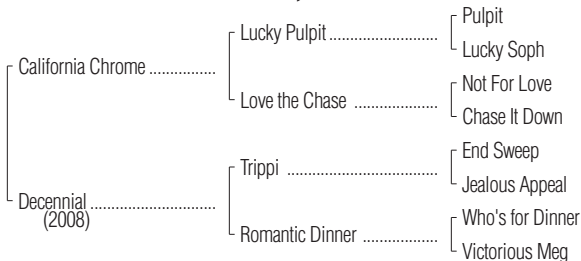 Pulpit
Lucky Pulpit ........................
Lucky Soph
California Chrome ...............
Not For Love
Love the Chase ..................
Chase It Down
End Sweep
Trippi .................................
Jealous Appeal
Decennial ............................
(2008)
Who's for Dinner
Romantic Dinner ................
Victorious Meg